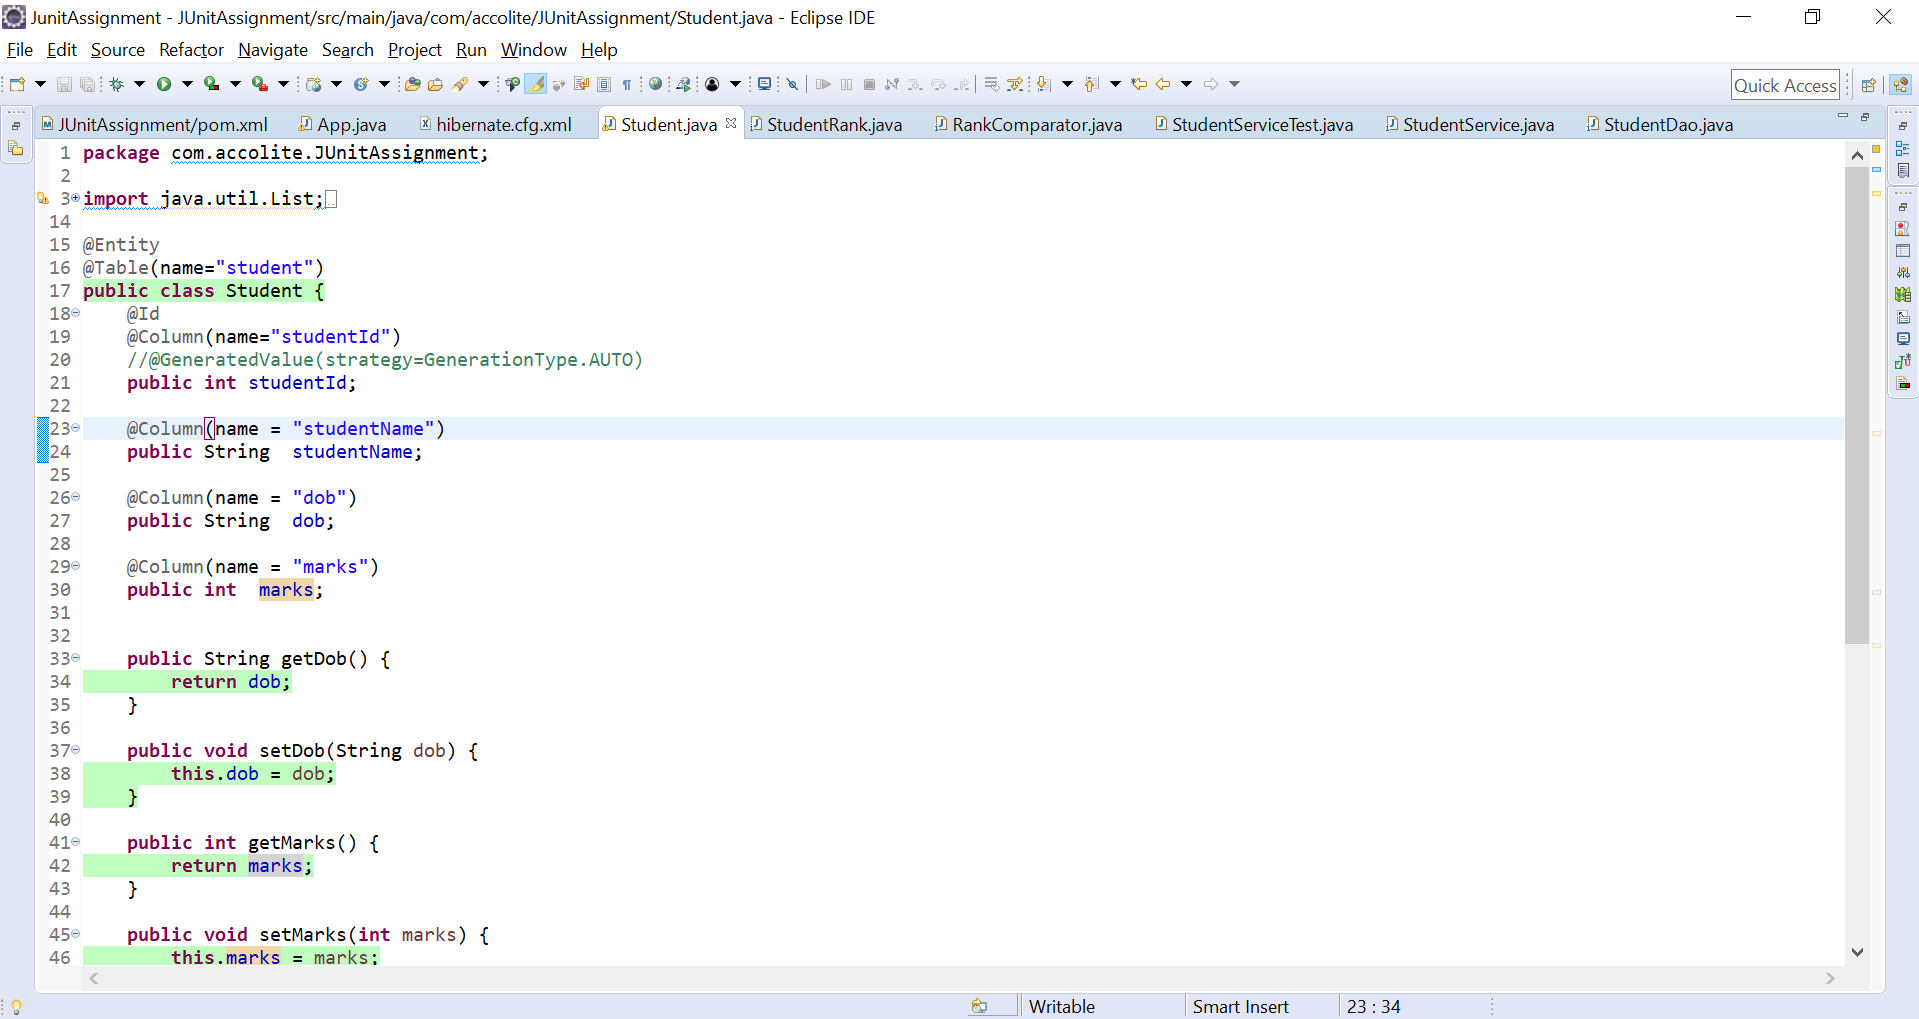 JunitAssignment - JUnitAssignment/src/main/java/com/accolite/JUnitAssignment/Student.java - Eclipse IDE
File Edit Source Refactor Navigate Search Project Run Window Help
Quick Access
JUnitAssignment/pom.xml App.java hibernate.cfg.xml Student.java StudentRank.java RankComparator.java StudentServiceTest.java StudentService.java StudentDao.java
1 package com.accolite.JUnitAssignment;
2
3 import java.util.List;
14
15 @Entity
16 @Table(name="student")
17 public class Student {
18 @Id
19 @Column(name="studentId")
20 //@GeneratedValue(strategy=GenerationType.AUTO)
21 public int studentId;
22
23 @Column(name = "studentName")
24 public String  studentName;
25
26 @Column(name = "dob")
27 public String  dob;
28
29 @Column(name = "marks")
30 public int  marks;
31
32
33 public String getDob() {
34 return dob;
35 }
36
37 public void setDob(String dob) {
38 this.dob = dob;
39 }
40
41 public int getMarks() {
42 return marks;
43 }
44
45 public void setMarks(int marks) {
46 this.marks = marks;
Writable Smart Insert 23 : 34